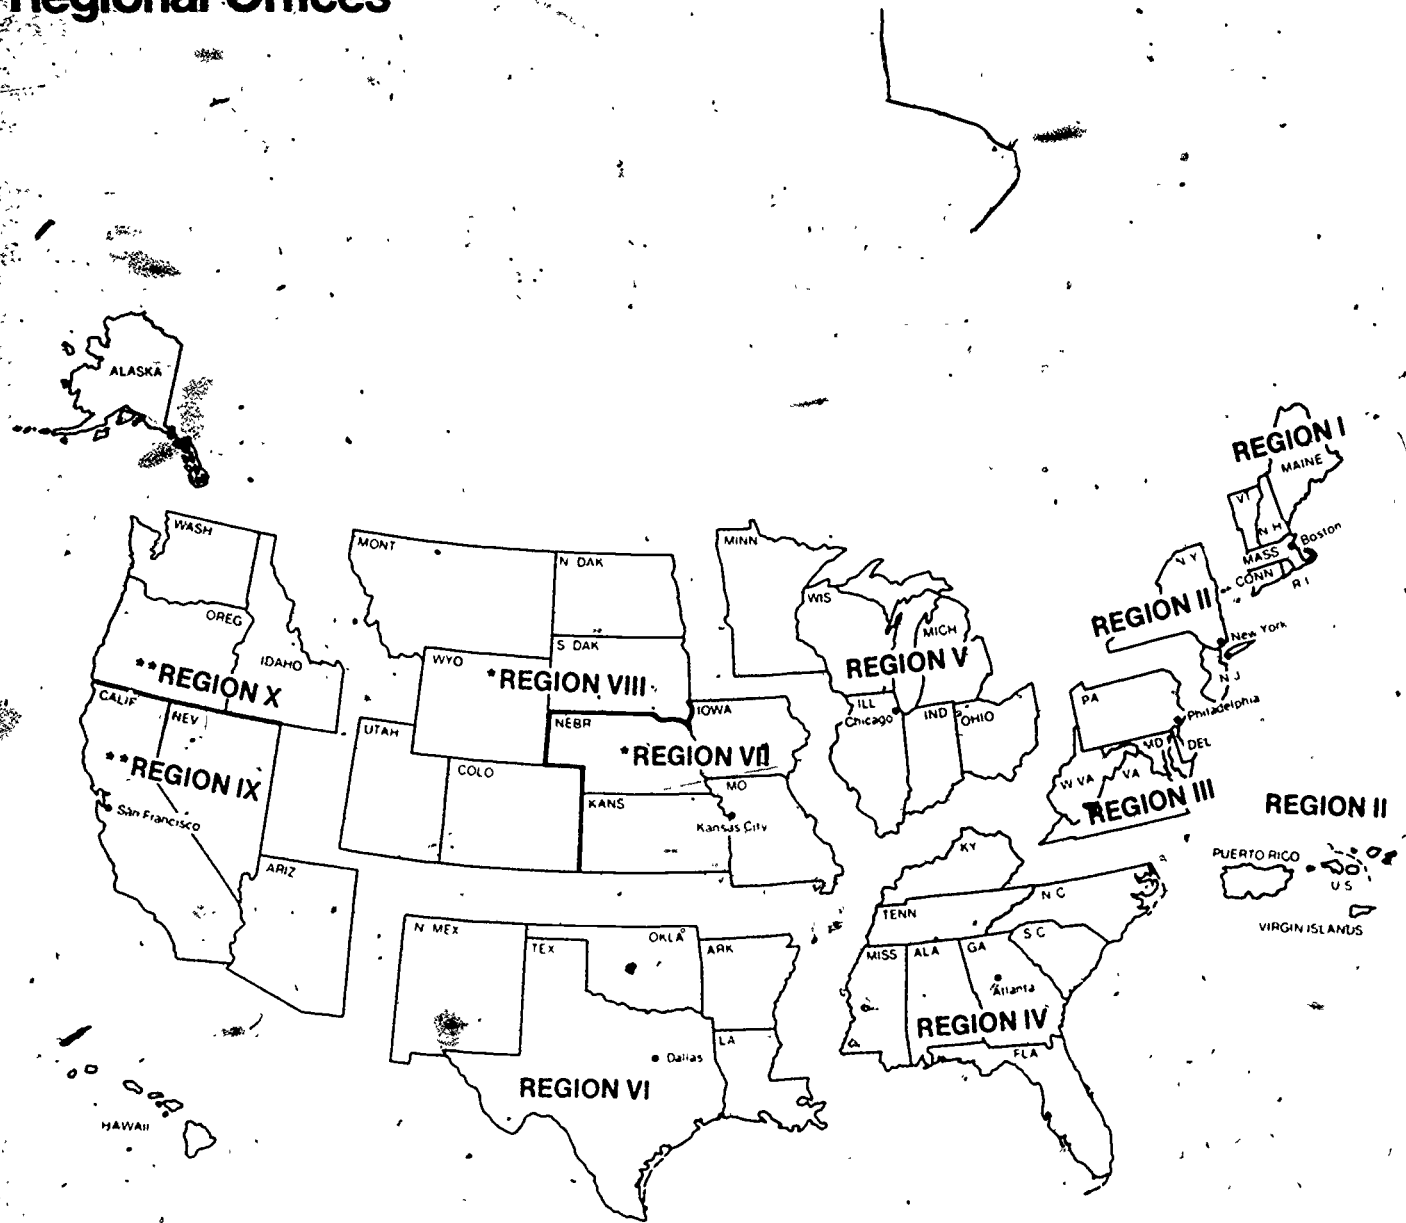 Regional Offices
ALASKA
REGION I
MAINE
VT
N H
Boston
MASS
CONN
R I
N Y
REGION II
New York
N J
WASH
OREG
IDAHO
**REGION X
MONT
N DAK
S DAK
WYO
*REGION VIII
MINN
WIS
MICH
REGION V
ILL
Chicago
IND
OHIO
PA
Philadelphia
MD
DEL
W VA
VA
REGION III
CALIF
NEV
**REGION IX
San Francisco
UTAH
COLO
NEBR
IOWA
*REGION VII
KANS
MO
Kansas City
ARIZ
REGION II
PUERTO RICO
U S
VIRGIN ISLANDS
KY
TENN
N C
S C
MISS
ALA
GA
Atlanta
REGION IV
FLA
N MEX
TEX
OKLA
ARK
LA
Dallas
REGION VI
HAWAII